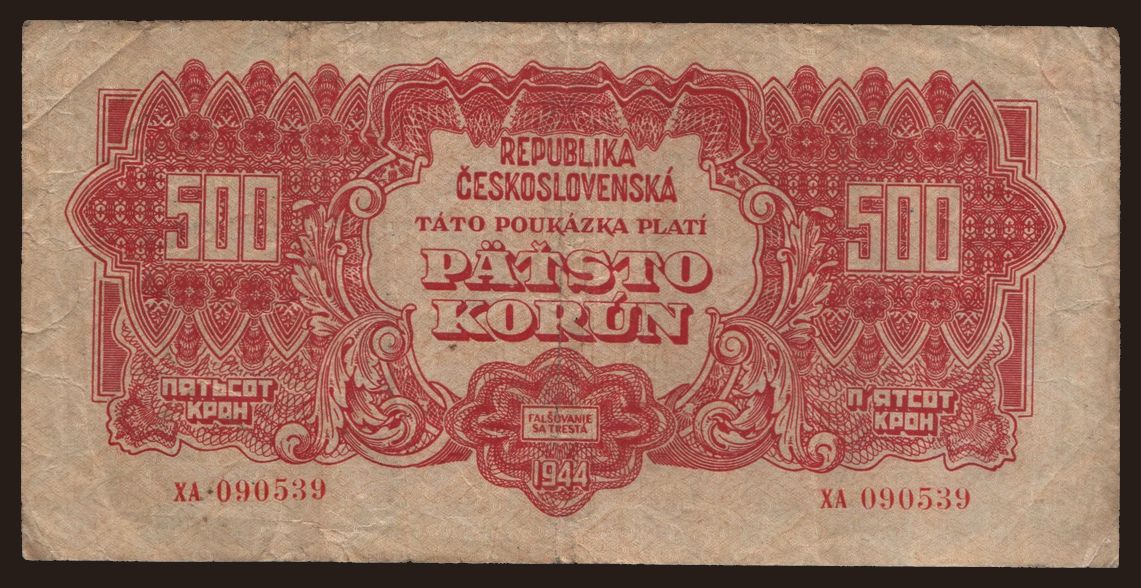 REPUBLIKA
ČESKOSLOVENSKÁ
TÁTO POUKÁZKA PLATÍ
500
500
PÄŤSTO
KORÚN
ПЯТЬСОТ
КРОН
П'ЯТСОТ
КРОН
FALŠOVANIE
SA TRESTÁ
1944
XA 090539
XA 090539